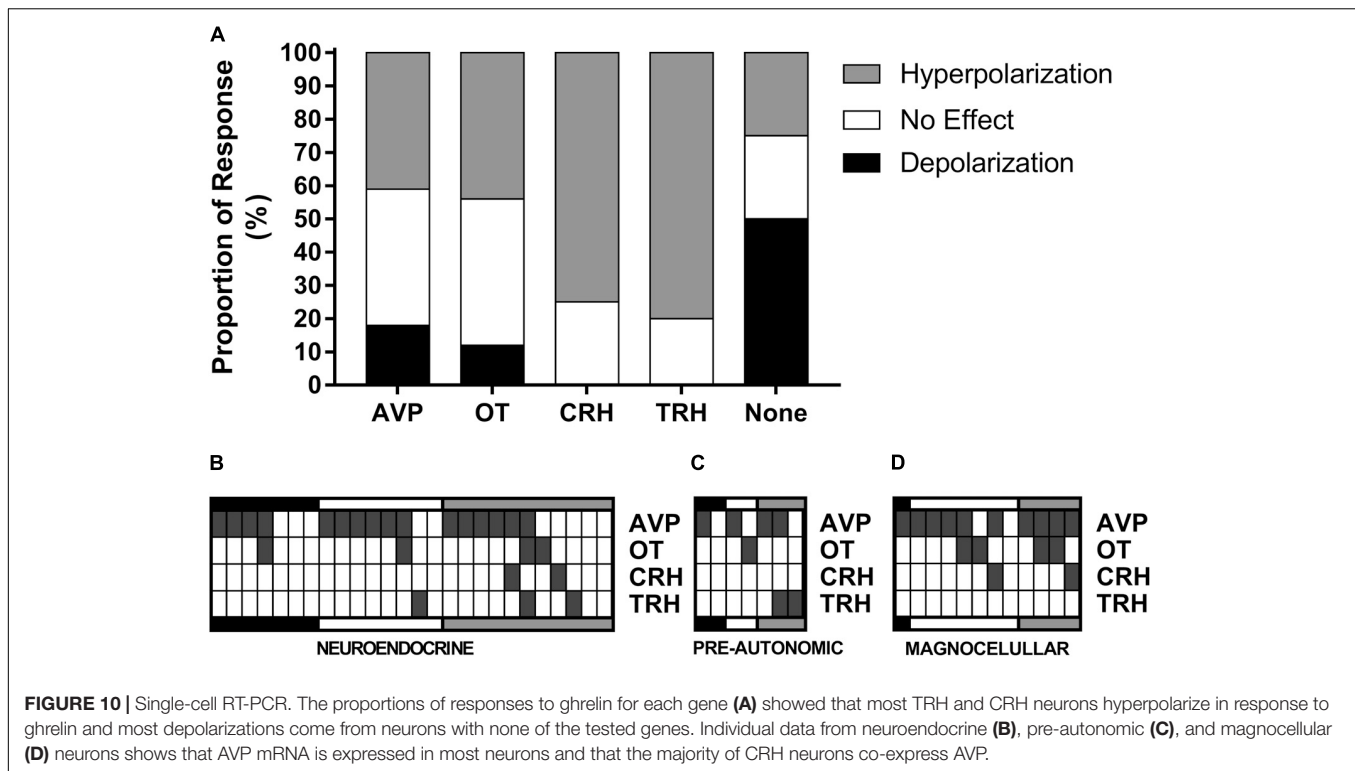 A
Proportion of Response
(%)
100
90
80
70
60
50
40
30
20
10
0
AVP OT CRH TRH None
Hyperpolarization
No Effect
Depolarization
B
AVP
OT
CRH
TRH
NEUROENDOCRINE
C
AVP
OT
CRH
TRH
PRE-AUTONOMIC
D
AVP
OT
CRH
TRH
MAGNOCELULLAR
FIGURE 10 | Single-cell RT-PCR. The proportions of responses to ghrelin for each gene (A) showed that most TRH and CRH neurons hyperpolarize in response to
ghrelin and most depolarizations come from neurons with none of the tested genes. Individual data from neuroendocrine (B), pre-autonomic (C), and magnocellular
(D) neurons shows that AVP mRNA is expressed in most neurons and that the majority of CRH neurons co-express AVP.